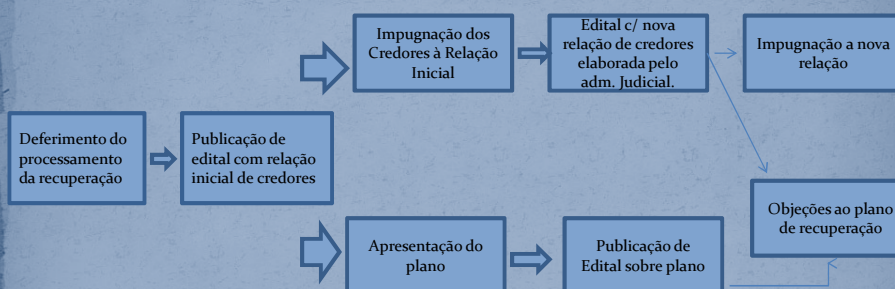 Deferimento do
processamento
da recuperação
Publicação de
edital com relação
inicial de credores
Impugnação dos
Credores à Relação
Inicial
Edital c/ nova
relação de credores
elaborada pelo
adm. Judicial.
Impugnação a nova
relação
Apresentação do
plano
Publicação de
Edital sobre plano
Objeções ao plano
de recuperação